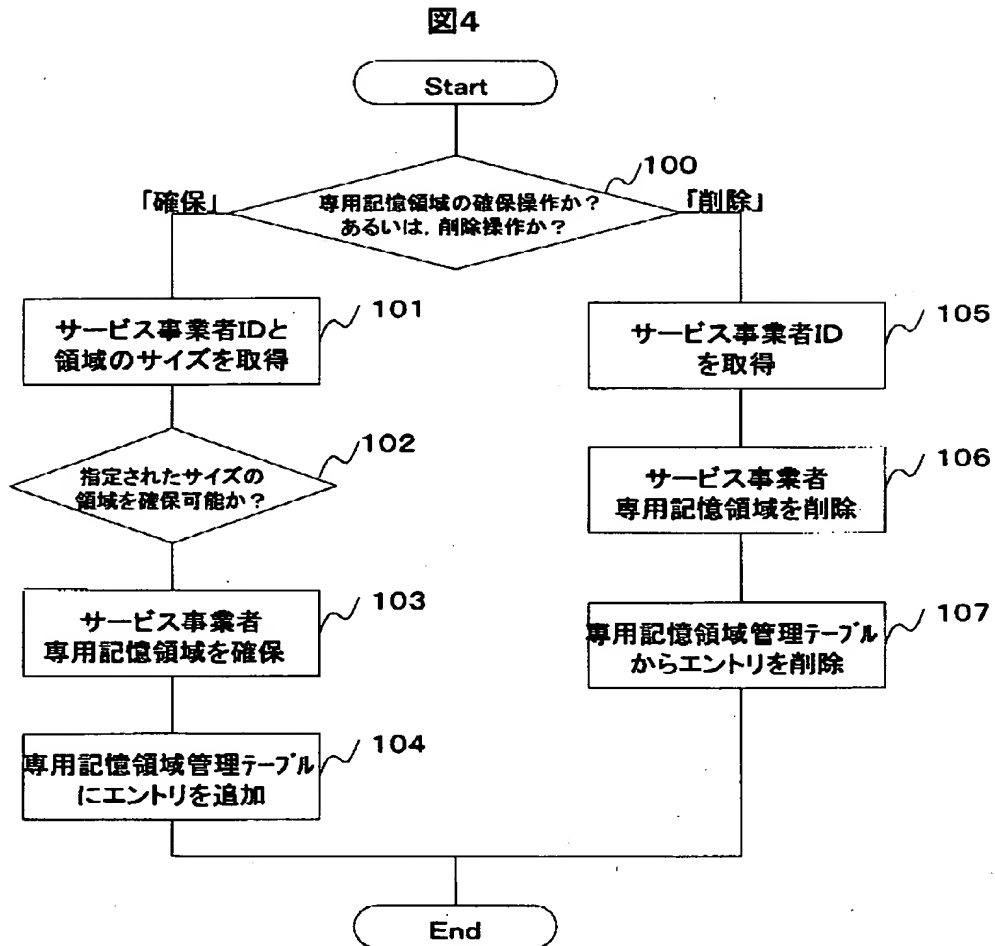 図4
Start
100
専用記憶領域の確保操作か?
あるいは,削除操作か?
「確保」
「削除」
101
サービス事業者IDと
領域のサイズを取得
102
指定されたサイズの
領域を確保可能か?
103
サービス事業者
専用記憶領域を確保
104
専用記憶領域管理テーブル
にエントリを追加
105
サービス事業者ID
を取得
106
サービス事業者
専用記憶領域を削除
107
専用記憶領域管理テーブル
からエントリを削除
End